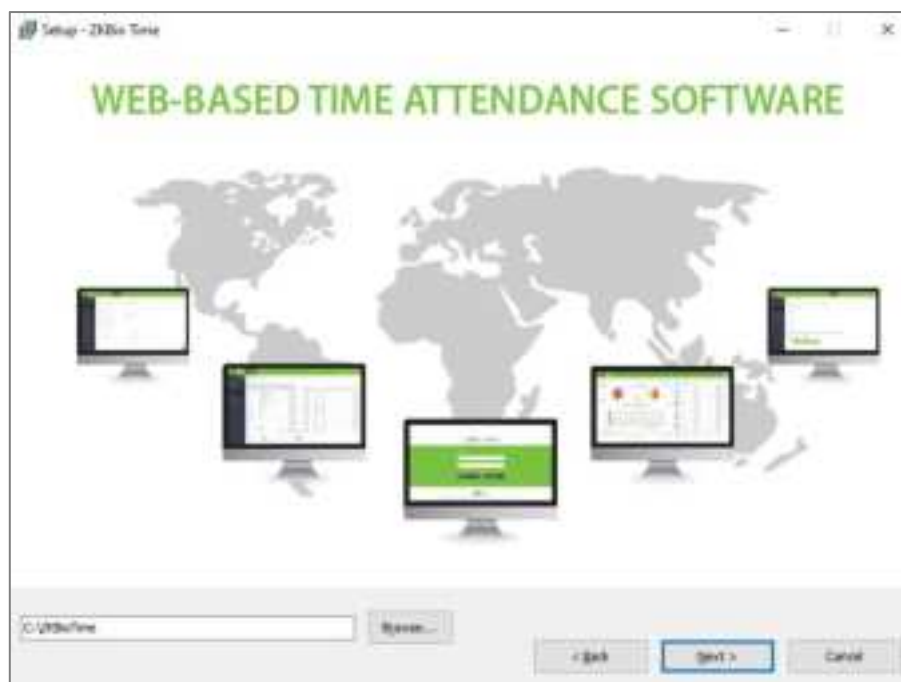 Setup - ZKBio Time
WEB-BASED TIME ATTENDANCE SOFTWARE
C:\ZKBioTime
Browse...
< Back
Next >
Cancel